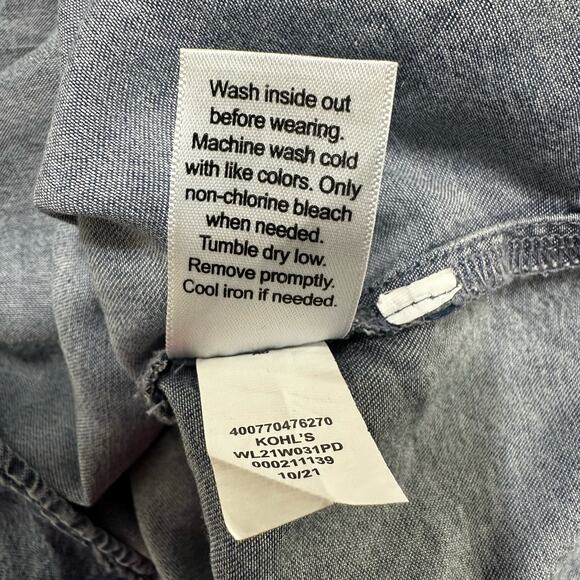 Wash inside out
before wearing.
Machine wash cold
with like colors. Only
non-chlorine bleach
when needed.
Tumble dry low.
Remove promptly.
Cool iron if needed.
400770476270
KOHL'S
WL21W031PD
000211139
10/21